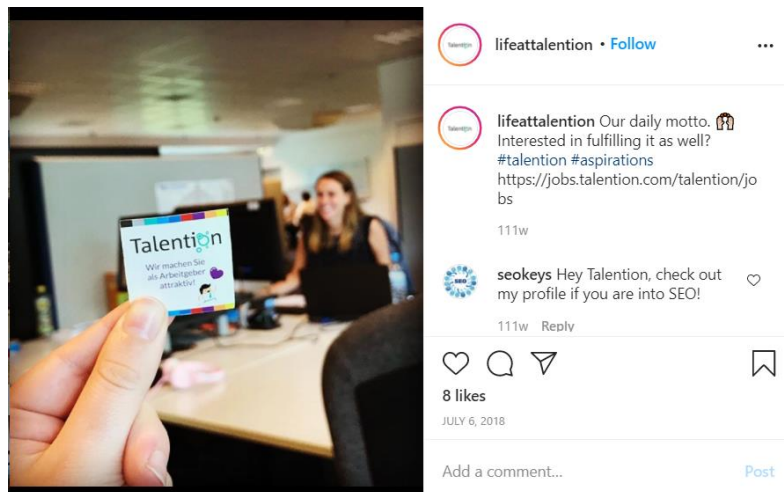 Talention
Wir machen Sie
als Arbeitgeber
attraktiv!
Talention
lifeattalention • Follow
Talention
lifeattalention Our daily motto. 🙌
Interested in fulfilling it as well?
#talention #aspirations
https://jobs.talention.com/talention/jo
bs
111w
SEO
seokeys Hey Talention, check out
my profile if you are into SEO!
111w Reply
8 likes
JULY 6, 2018
Add a comment...
Post